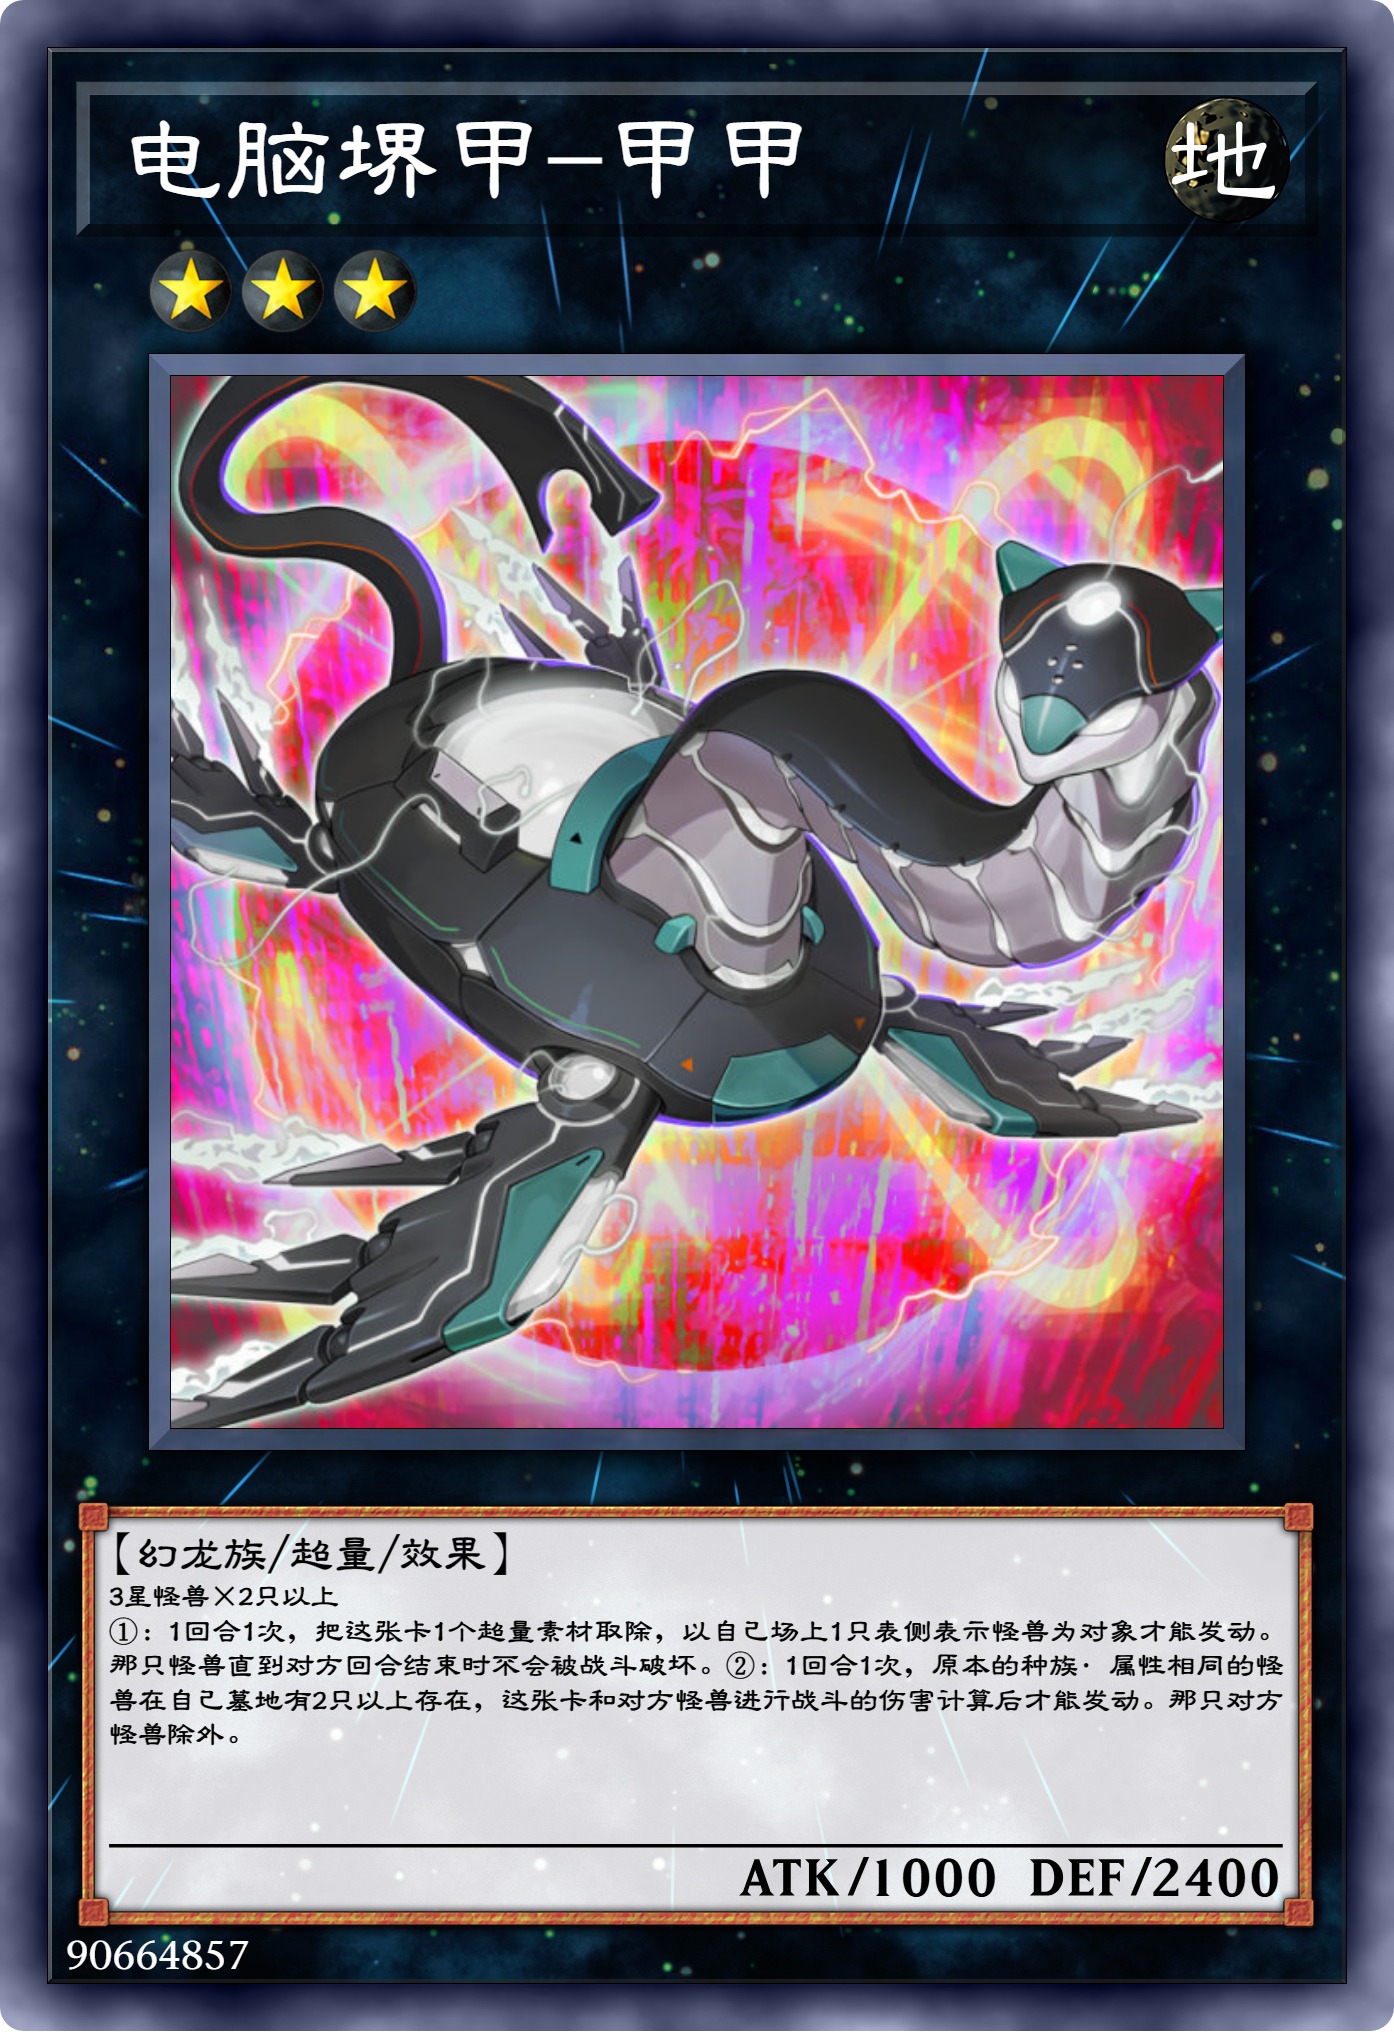 电脑堺甲-甲甲
地
【幻龙族/超量/效果】
3星怪兽×2只以上
①：1回合1次，把这张卡1个超量素材取除，以自己场上1只表侧表示怪兽为对象才能发动。
那只怪兽直到对方回合结束时不会被战斗破坏。②：1回合1次，原本的种族·属性相同的怪
兽在自己墓地有2只以上存在，这张卡和对方怪兽进行战斗的伤害计算后才能发动。那只对方
怪兽除外。
ATK/1000 DEF/2400
90664857